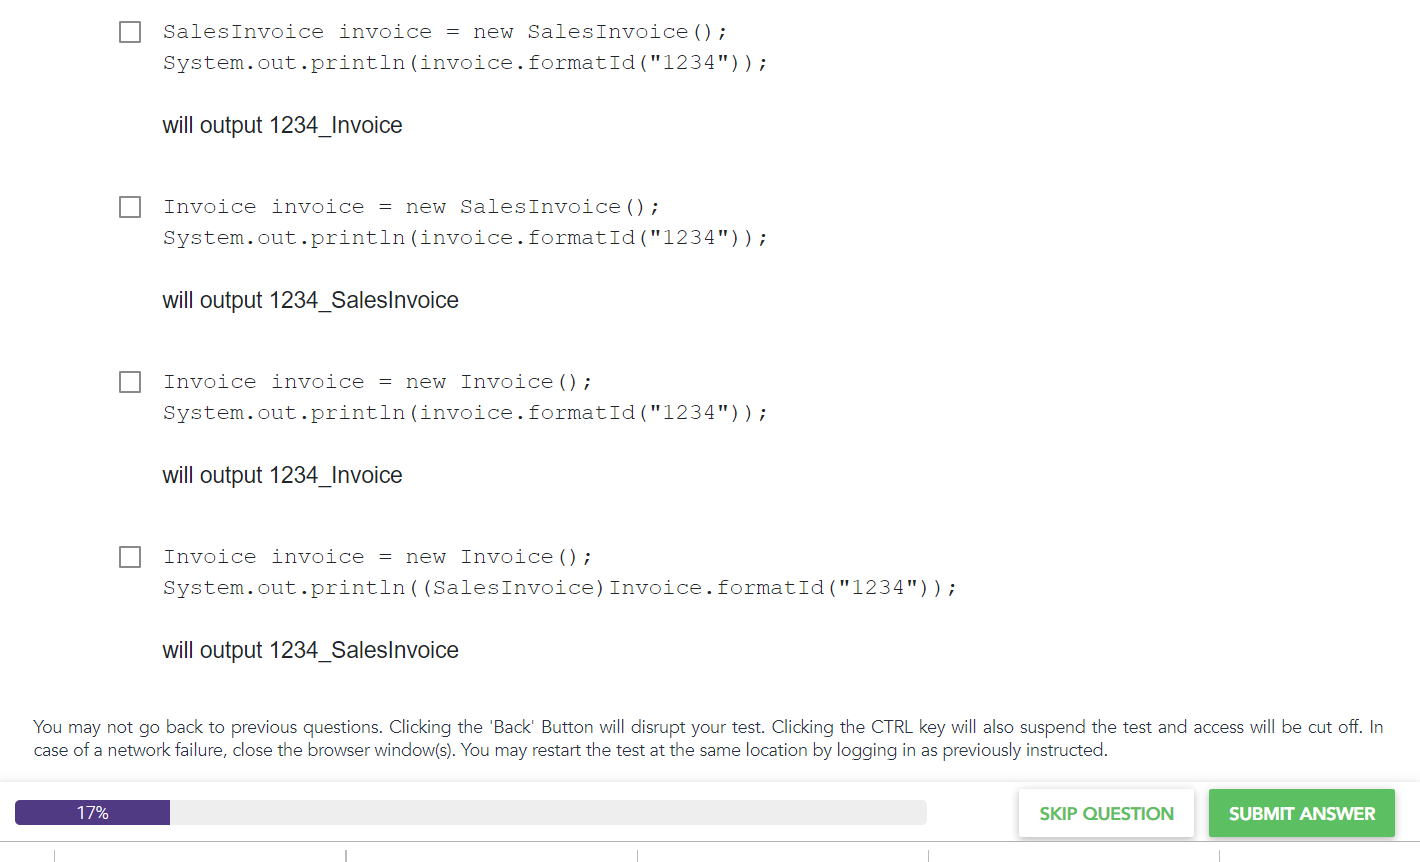 SalesInvoice invoice = new SalesInvoice();
System.out.println(invoice.formatId("1234"));
will output 1234_Invoice
Invoice invoice = new SalesInvoice();
System.out.println(invoice.formatId("1234"));
will output 1234_SalesInvoice
Invoice invoice = new Invoice();
System.out.println(invoice.formatId("1234"));
will output 1234_Invoice
Invoice invoice = new Invoice();
System.out.println((SalesInvoice)Invoice.formatId("1234"));
will output 1234_SalesInvoice
You may not go back to previous questions. Clicking the 'Back' Button will disrupt your test. Clicking the CTRL key will also suspend the test and access will be cut off. In
case of a network failure, close the browser window(s). You may restart the test at the same location by logging in as previously instructed.
17%
SKIP QUESTION
SUBMIT ANSWER